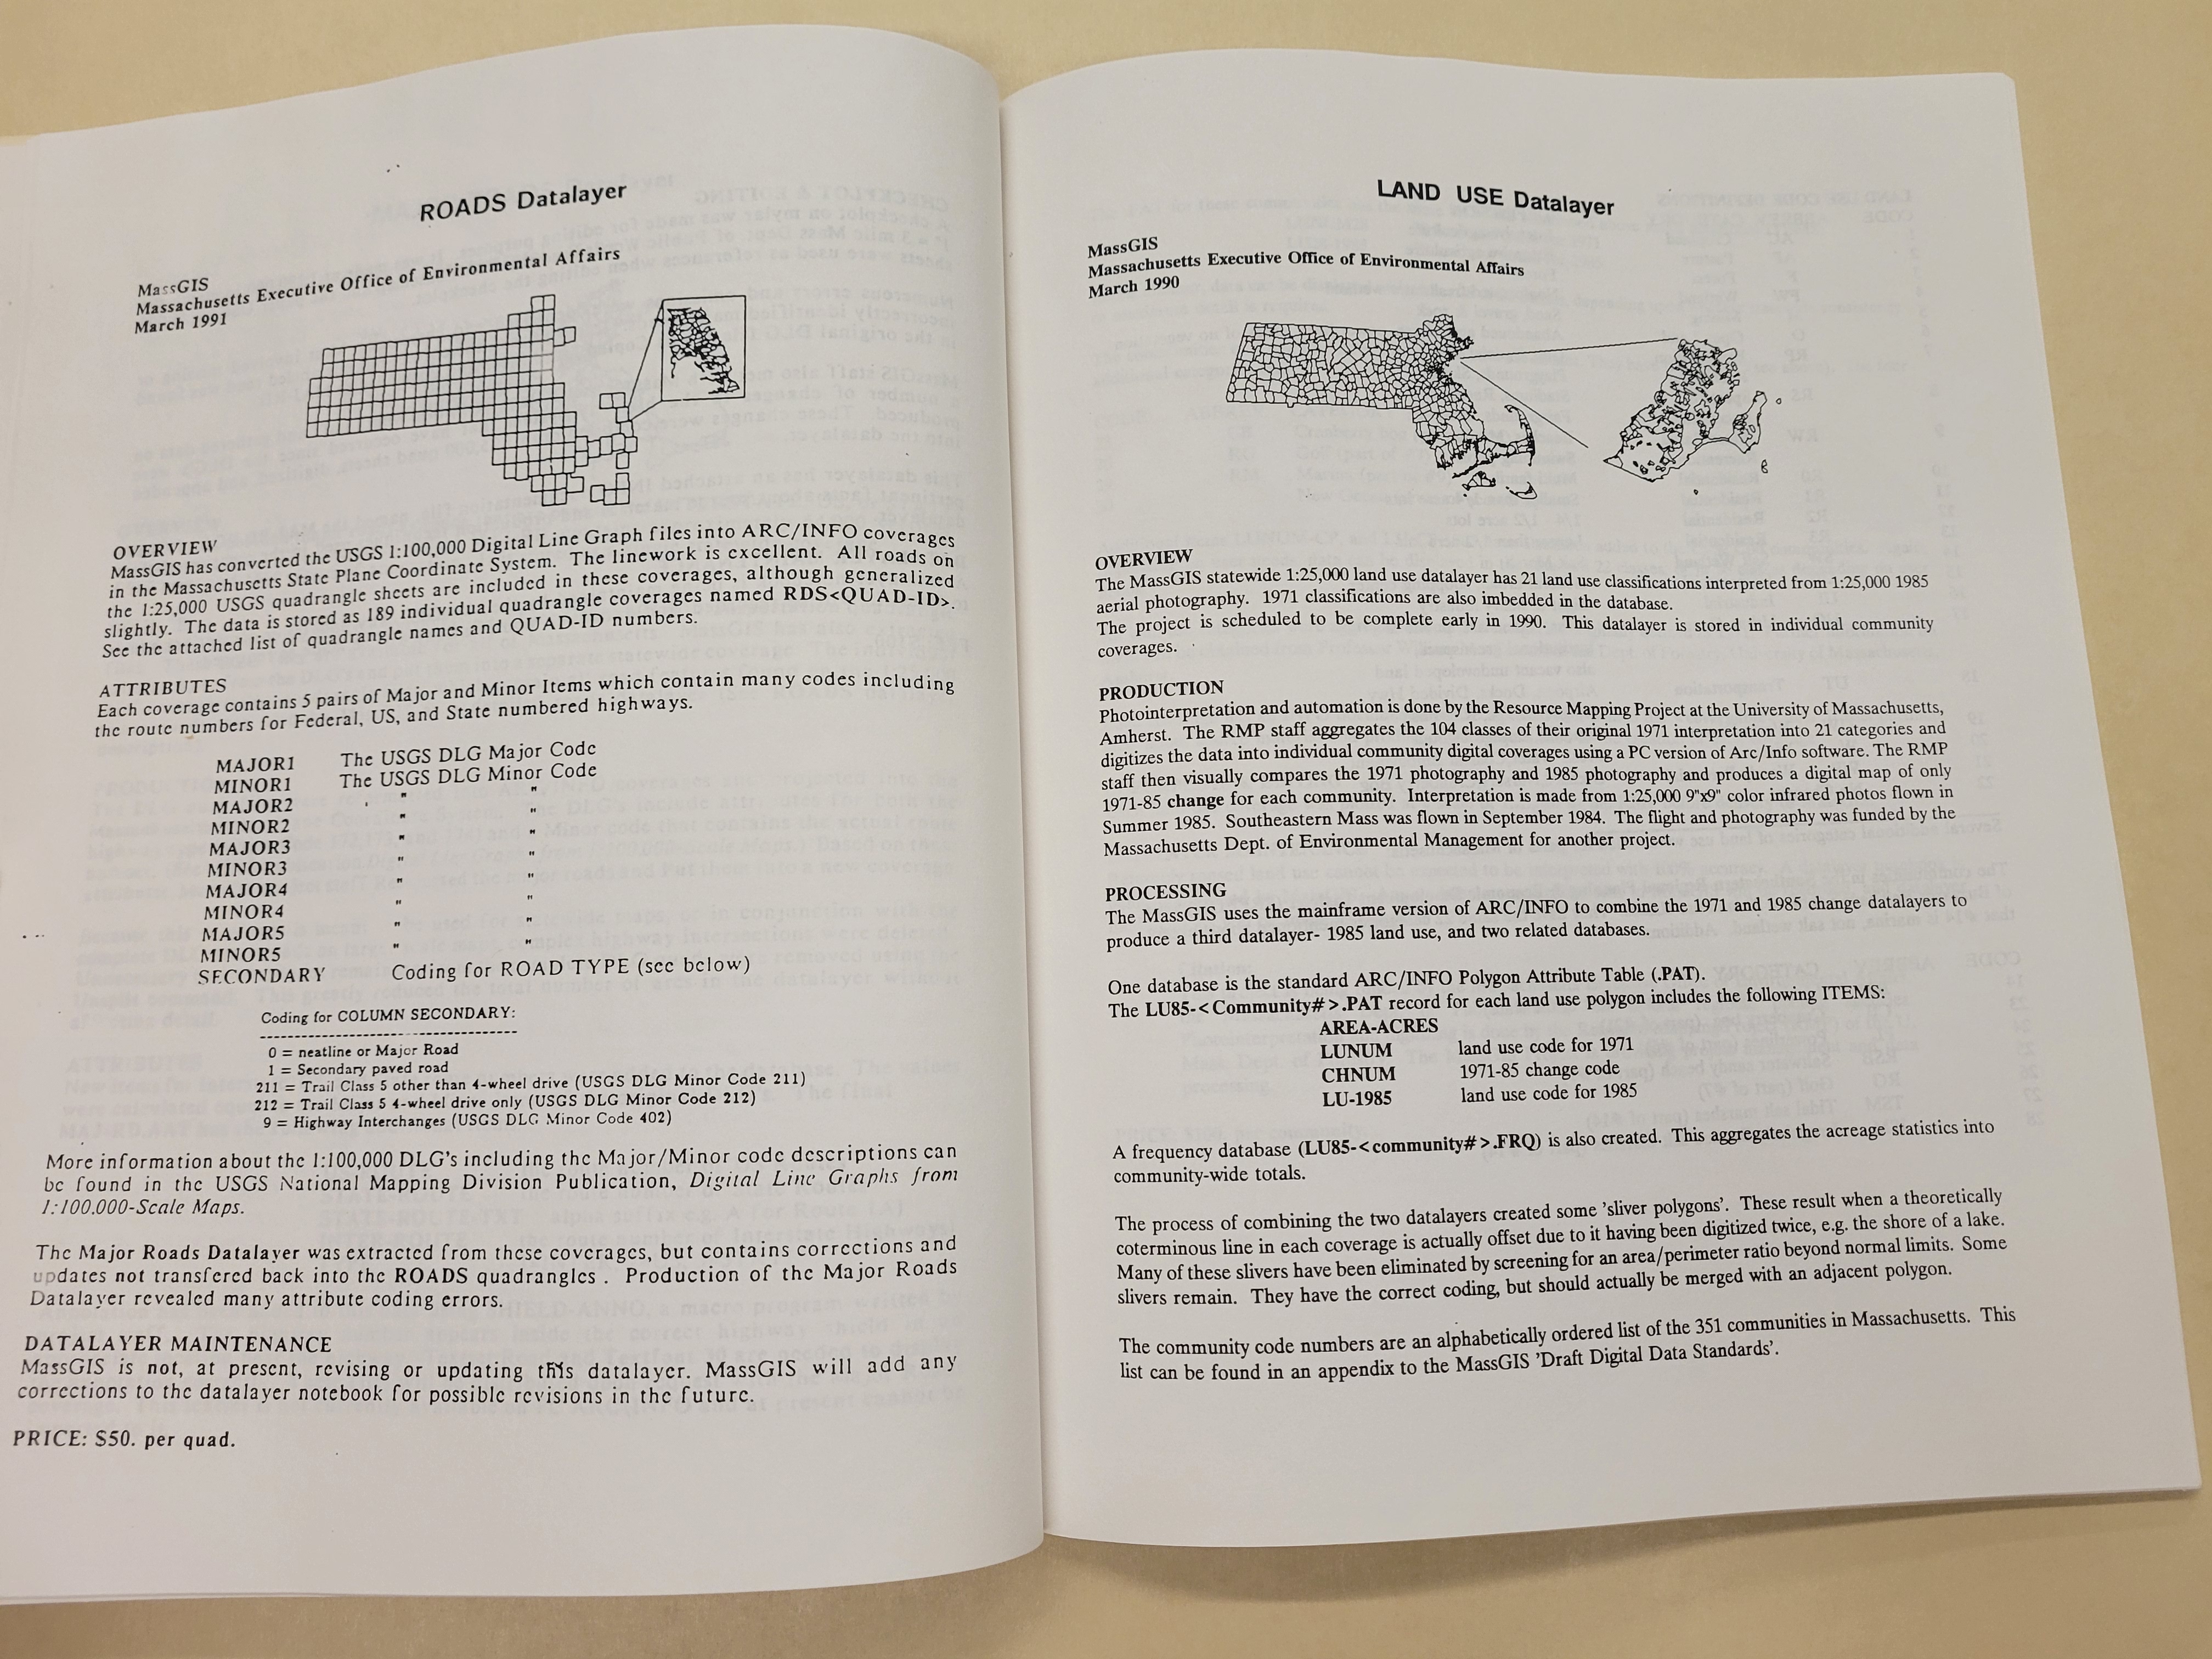 ROADS Datalayer
MassGIS
Massachusetts Executive Office of Environmental Affairs
March 1991
OVERVIEW
MassGIS has converted the USGS 1:100,000 Digital Line Graph files into ARC/INFO coverages
in the Massachusetts State Plane Coordinate System. The linework is excellent. All roads on
the 1:25,000 USGS quadrangle sheets are included in these coverages, although generalized
slightly. The data is stored as 189 individual quadrangle coverages named RDS<QUAD-ID>.
See the attached list of quadrangle names and QUAD-ID numbers.
ATTRIBUTES
Each coverage contains 5 pairs of Major and Minor Items which contain many codes including
the route numbers for Federal, US, and State numbered highways.
MAJOR1 The USGS DLG Major Code
MINOR1 The USGS DLG Minor Code
MAJOR2 " "
MINOR2 " "
MAJOR3 " "
MINOR3 " "
MAJOR4 " "
MINOR4 " "
MAJOR5 " "
MINOR5 " "
SECONDARY Coding for ROAD TYPE (see below)
Coding for COLUMN SECONDARY:
0 = neatline or Major Road
1 = Secondary paved road
211 = Trail Class 5 other than 4-wheel drive (USGS DLG Minor Code 211)
212 = Trail Class 5 4-wheel drive only (USGS DLG Minor Code 212)
9 = Highway Interchanges (USGS DLG Minor Code 402)
More information about the 1:100,000 DLG's including the Major/Minor code descriptions can
be found in the USGS National Mapping Division Publication, Digital Line Graphs from
1:100.000-Scale Maps.
The Major Roads Datalayer was extracted from these coverages, but contains corrections and
updates not transfered back into the ROADS quadrangles . Production of the Major Roads
Datalayer revealed many attribute coding errors.
DATALAYER MAINTENANCE
MassGIS is not, at present, revising or updating this datalayer. MassGIS will add any
corrections to the datalayer notebook for possible revisions in the future.
PRICE: $50. per quad.
LAND USE Datalayer
MassGIS
Massachusetts Executive Office of Environmental Affairs
March 1990
OVERVIEW
The MassGIS statewide 1:25,000 land use datalayer has 21 land use classifications interpreted from 1:25,000 1985
aerial photography. 1971 classifications are also imbedded in the database.
The project is scheduled to be complete early in 1990. This datalayer is stored in individual community
coverages.
PRODUCTION
Photointerpretation and automation is done by the Resource Mapping Project at the University of Massachusetts,
Amherst. The RMP staff aggregates the 104 classes of their original 1971 interpretation into 21 categories and
digitizes the data into individual community digital coverages using a PC version of Arc/Info software. The RMP
staff then visually compares the 1971 photography and 1985 photography and produces a digital map of only
1971-85 change for each community. Interpretation is made from 1:25,000 9"x9" color infrared photos flown in
Summer 1985. Southeastern Mass was flown in September 1984. The flight and photography was funded by the
Massachusetts Dept. of Environmental Management for another project.
PROCESSING
The MassGIS uses the mainframe version of ARC/INFO to combine the 1971 and 1985 change datalayers to
produce a third datalayer- 1985 land use, and two related databases.
One database is the standard ARC/INFO Polygon Attribute Table (.PAT).
The LU85-<Community#>.PAT record for each land use polygon includes the following ITEMS:
AREA-ACRES
LUNUM land use code for 1971
CHNUM 1971-85 change code
LU-1985 land use code for 1985
A frequency database (LU85-<community#>.FRQ) is also created. This aggregates the acreage statistics into
community-wide totals.
The process of combining the two datalayers created some 'sliver polygons'. These result when a theoretically
coterminous line in each coverage is actually offset due to it having been digitized twice, e.g. the shore of a lake.
Many of these slivers have been eliminated by screening for an area/perimeter ratio beyond normal limits. Some
slivers remain. They have the correct coding, but should actually be merged with an adjacent polygon.
The community code numbers are an alphabetically ordered list of the 351 communities in Massachusetts. This
list can be found in an appendix to the MassGIS 'Draft Digital Data Standards'.